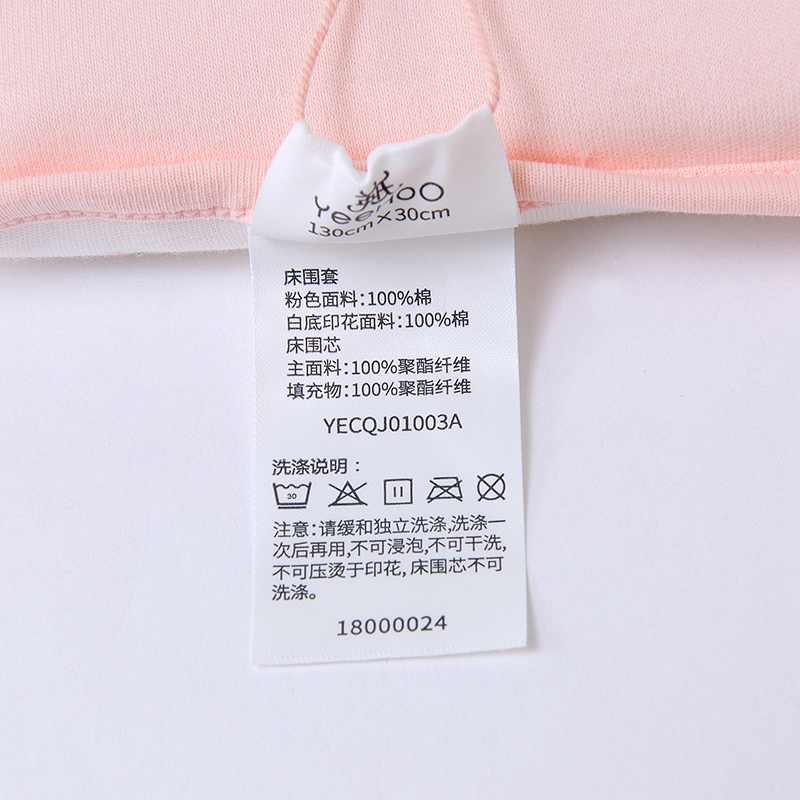 130cm×30cm
床围套
粉色面料:100%棉
白底印花面料:100%棉
床围芯
主面料:100%聚酯纤维
填充物:100%聚酯纤维
YECQJ01003A
洗涤说明：
30
注意:请缓和独立洗涤,洗涤一
次后再用,不可浸泡,不可干洗,
不可压烫于印花,床围芯不可
洗涤。
18000024